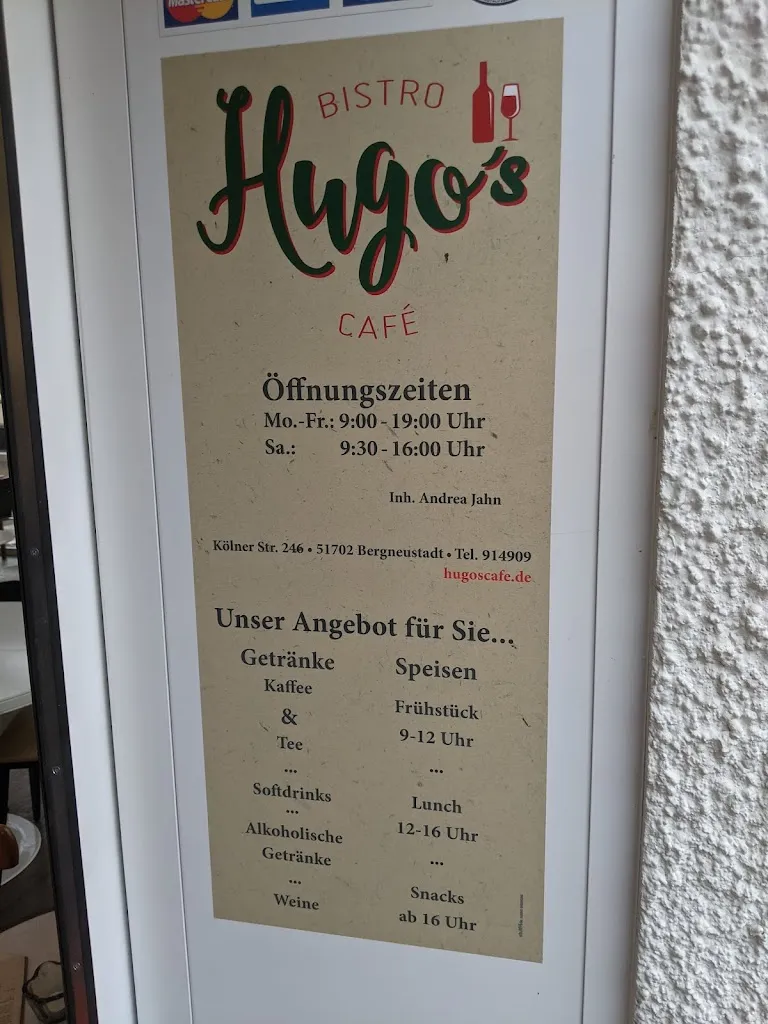 MasterCard
BISTRO
Hugo's
CAFÉ
Öffnungszeiten
Mo.-Fr.: 9:00 - 19:00 Uhr
Sa.: 9:30 - 16:00 Uhr
Inh. Andrea Jahn
Kölner Str. 246 • 51702 Bergneustadt • Tel. 914909
hugoscafe.de
Unser Angebot für Sie...
Getränke
Kaffee
&
Tee
...
Softdrinks
...
Alkoholische
Getränke
...
Weine
Speisen
Frühstück
9-12 Uhr
...
Lunch
12-16 Uhr
...
Snacks
ab 16 Uhr